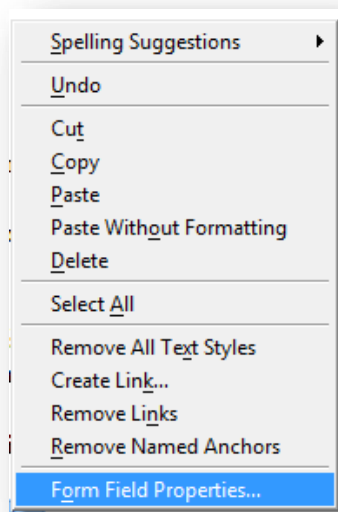 Spelling Suggestions
Undo
Cut
Copy
Paste
Paste Without Formatting
Delete
Select All
Remove All Text Styles
Create Link...
Remove Links
Remove Named Anchors
Form Field Properties...